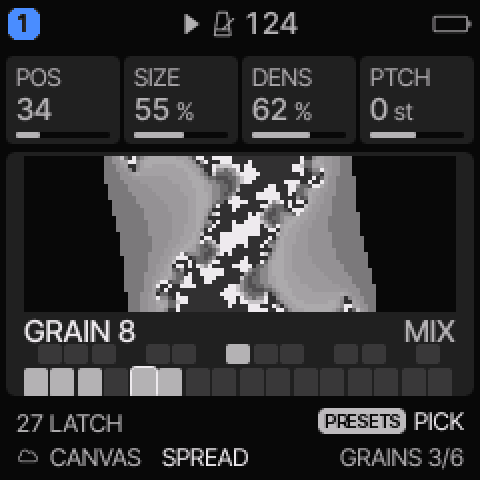 1 124
POS SIZE DENS PTCH
34 55 % 62 % 0 st
GRAIN 8 MIX
27 LATCH PRESETS PICK
CANVAS SPREAD GRAINS 3/6